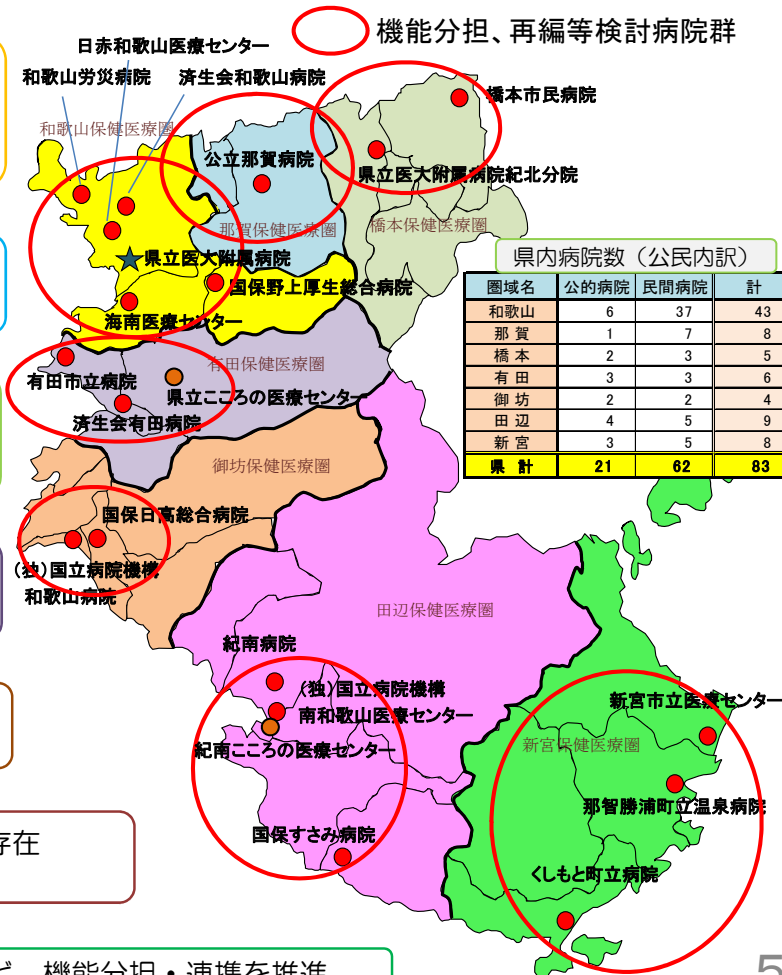 機能分担、再編等検討病院群
日赤和歌山医療センター
和歌山労災病院
済生会和歌山病院
橋本市民病院
和歌山保健医療圏
公立那賀病院
県立医大附属病院紀北分院
那賀保健医療圏
橋本保健医療圏
県立医大附属病院
国保野上厚生総合病院
海南医療センター
県内病院数（公民内訳）
圏域名 公的病院 民間病院 計
和歌山 6 37 43
那 賀 1 7 8
橋 本 2 3 5
有 田 3 3 6
御 坊 2 2 4
田 辺 4 5 9
新 宮 3 5 8
県 計 21 62 83
有田保健医療圏
有田市立病院
県立こころの医療センター
済生会有田病院
御坊保健医療圏
国保日高総合病院
（独）国立病院機構
和歌山病院
田辺保健医療圏
紀南病院
（独）国立病院機構
南和歌山医療センター
紀南こころの医療センター
国保すさみ病院
新宮市立医療センター
新宮保健医療圏
那智勝浦町立温泉病院
くしもと町立病院
存在
ど、機能分担・連携を推進
5